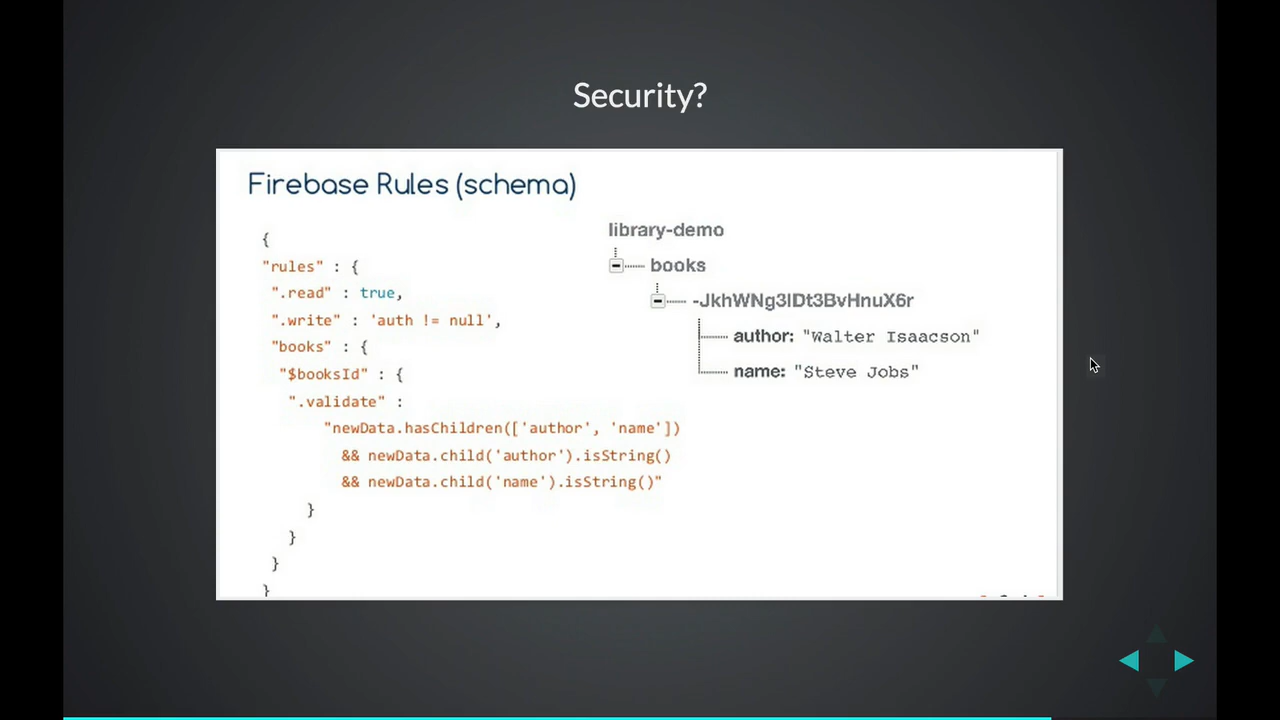 Security?
Firebase Rules (schema)
{
"rules" : {
".read" : true,
".write" : 'auth != null',
"books" : {
"$booksId" : {
".validate" :
"newData.hasChildren(['author', 'name'])
&& newData.child('author').isString()
&& newData.child('name').isString()"
}
}
}
}
library-demo
books
-JkhWNg3lDt3BvHnuX6r
author: "Walter Isaacson"
name: "Steve Jobs"